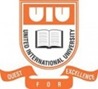 UIU
UNITED INTERNATIONAL UNIVERSITY
QUEST FOR EXCELLENCE